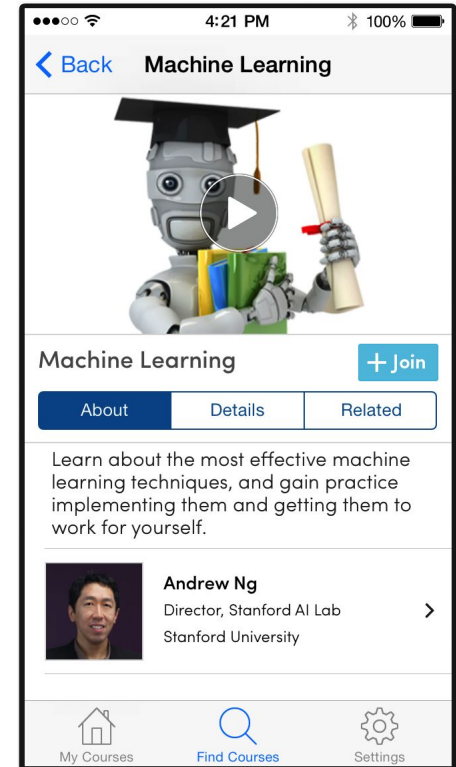 4:21 PM
100%
Back
Machine Learning
Machine Learning
+ Join
About
Details
Related
Learn about the most effective machine
learning techniques, and gain practice
implementing them and getting them to
work for yourself.
Andrew Ng
Director, Stanford AI Lab
Stanford University
My Courses
Find Courses
Settings